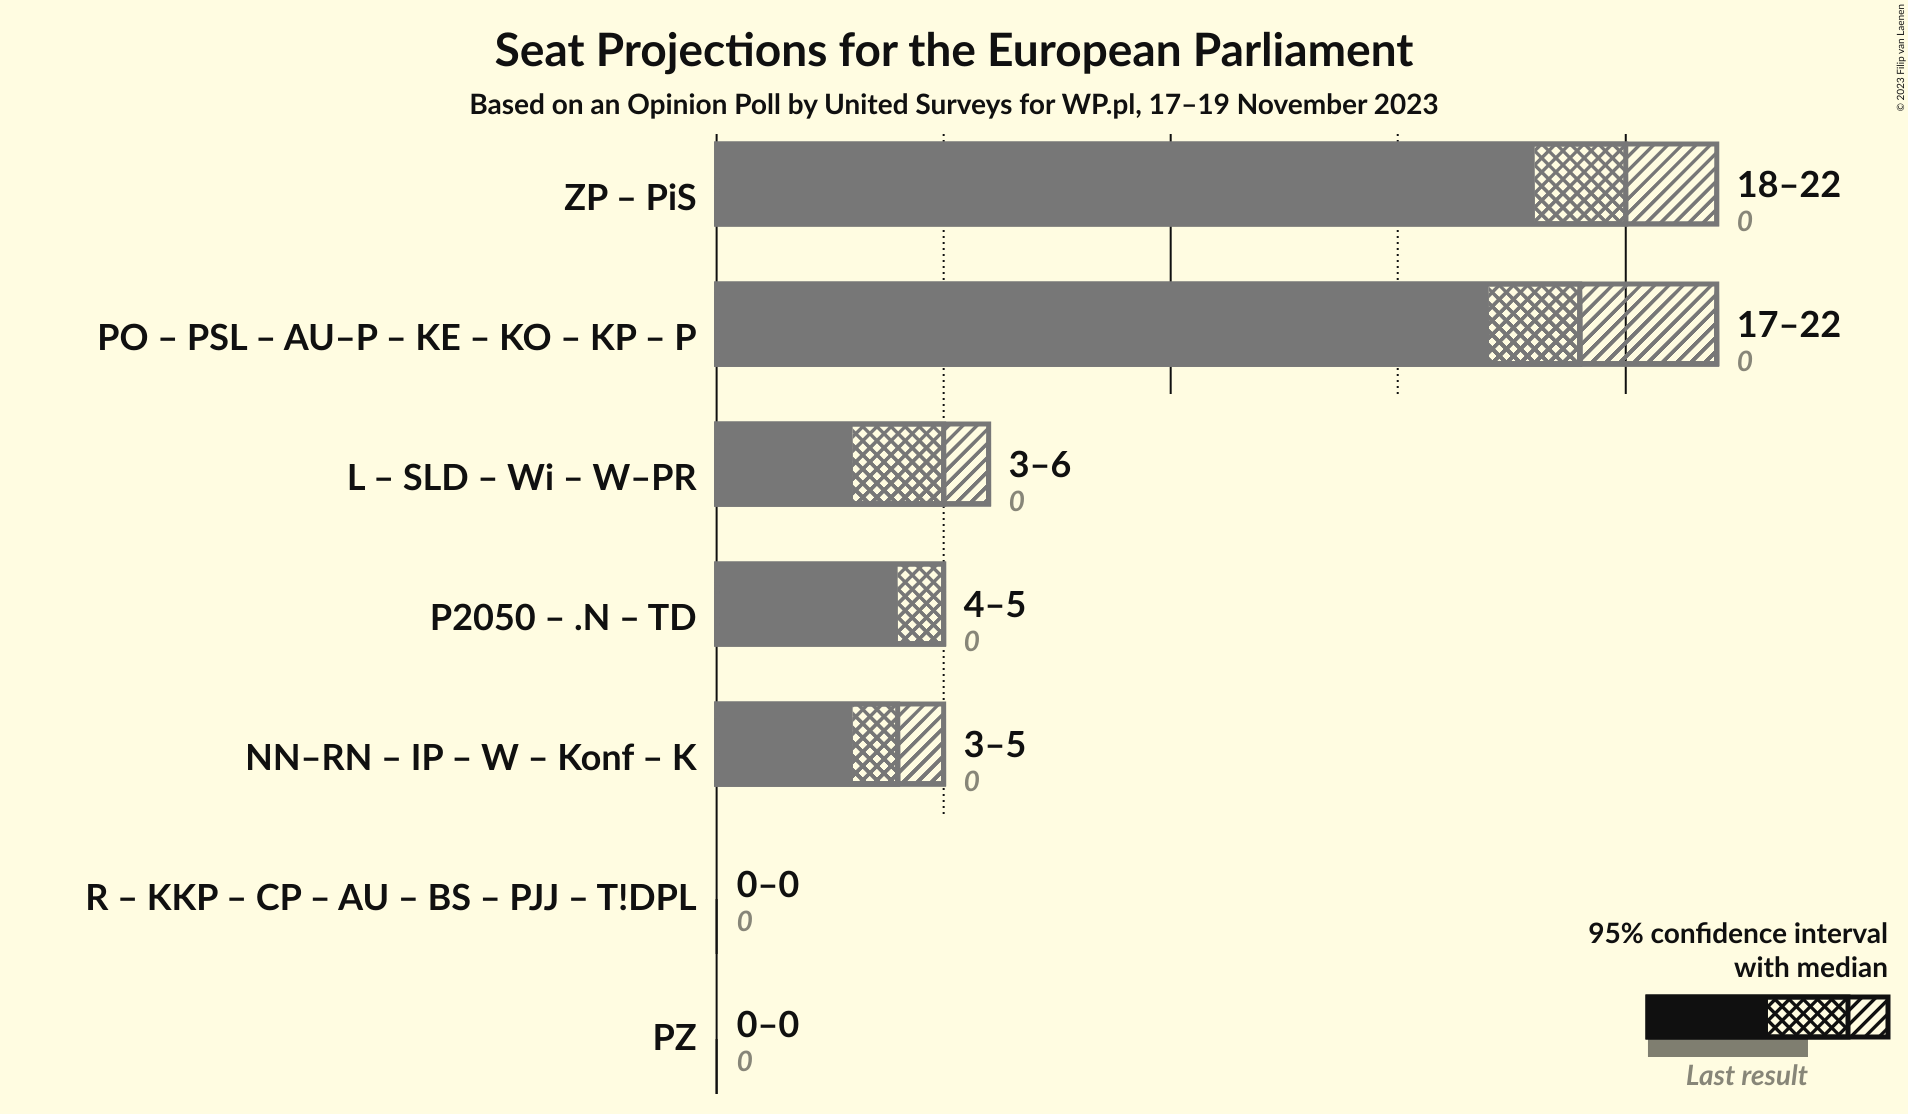 Seat Projections for the European Parliament
Based on an Opinion Poll by United Surveys for WP.pl, 17–19 November 2023
© 2023 Filip van Laenen
ZP – PiS
18–22
0
PO – PSL – AU–P – KE – KO – KP – P
17–22
0
L – SLD – Wi – W–PR
3–6
0
P2050 – .N – TD
4–5
0
NN–RN – IP – W – Konf – K
3–5
0
R – KKP – CP – AU – BS – PJJ – T!DPL
0–0
0
PZ
0–0
0
95% confidence interval
with median
Last result